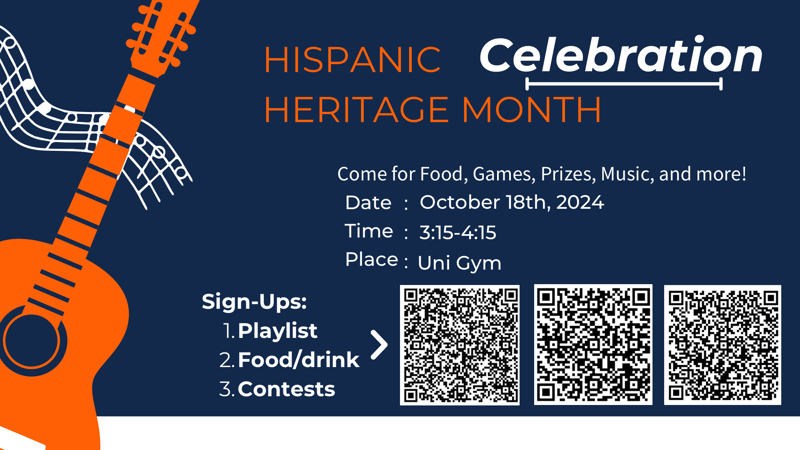 HISPANIC Celebration
HERITAGE MONTH
Come for Food, Games, Prizes, Music, and more!
Date : October 18th, 2024
Time : 3:15-4:15
Place : Uni Gym
Sign-Ups:
1. Playlist
2. Food/drink
3. Contests